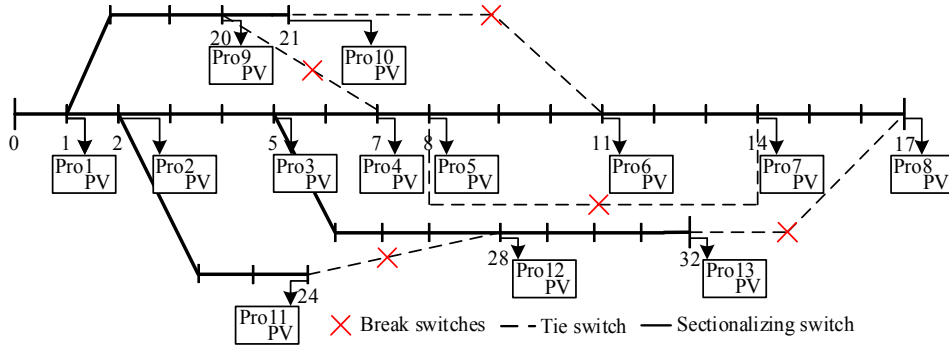 20
21
Pro9
PV
Pro10
PV
0
1
2
5
7
8
11
14
17
Pro1
PV
Pro2
PV
Pro3
PV
Pro4
PV
Pro5
PV
Pro6
PV
Pro7
PV
Pro8
PV
28
32
Pro12
PV
Pro13
PV
24
Pro11
PV
Break switches
Tie switch
Sectionalizing switch